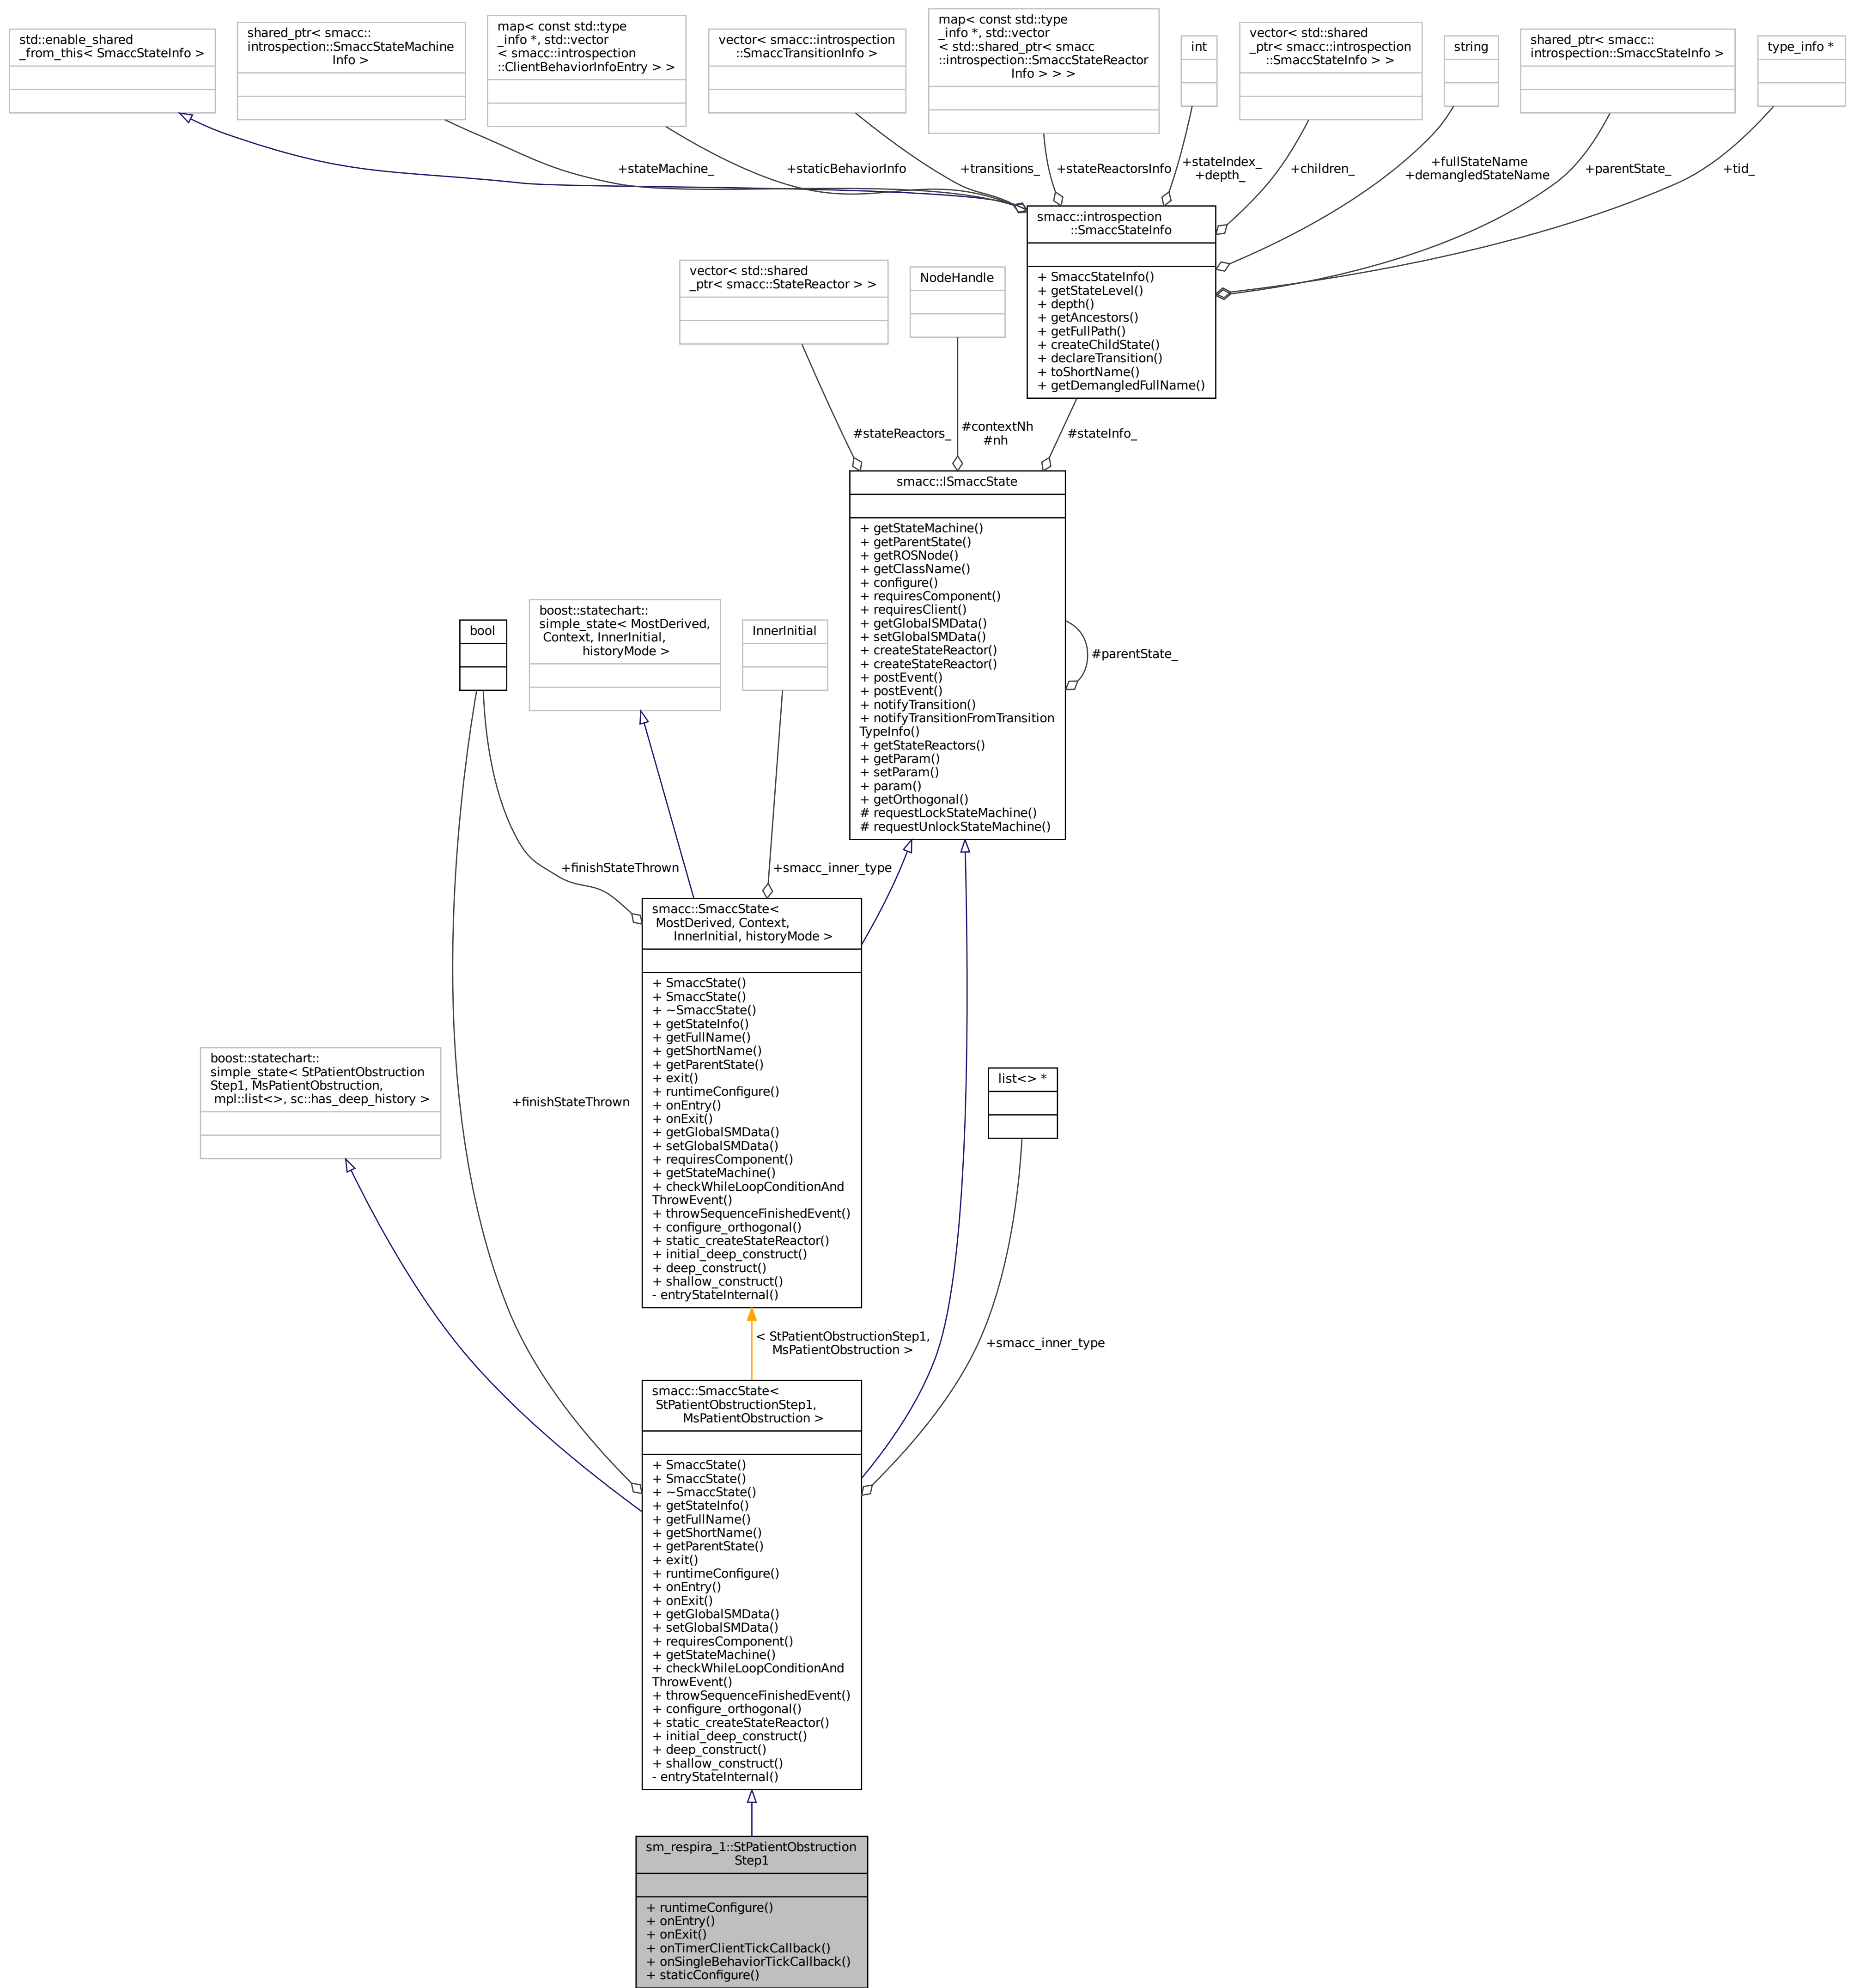 std::enable_shared
_from_this< SmaccStateInfo >
shared_ptr< smacc::
introspection::SmaccStateMachine
Info >
map< const std::type
_info *, std::vector
< smacc::introspection
::ClientBehaviorInfoEntry > >
vector< smacc::introspection
::SmaccTransitionInfo >
map< const std::type
_info *, std::vector
< std::shared_ptr< smacc
::introspection::SmaccStateReactor
Info > > >
int
vector< std::shared
_ptr< smacc::introspection
::SmaccStateInfo > >
string
shared_ptr< smacc::
introspection::SmaccStateInfo >
type_info *
+stateMachine_
+staticBehaviorInfo
+transitions_
+stateReactorsInfo
+stateIndex_
+depth_
+children_
+fullStateName
+demangledStateName
+parentState_
+tid_
smacc::introspection
::SmaccStateInfo
+ SmaccStateInfo()
+ getStateLevel()
+ depth()
+ getAncestors()
+ getFullPath()
+ createChildState()
+ declareTransition()
+ toShortName()
+ getDemangledFullName()
vector< std::shared
_ptr< smacc::StateReactor > >
NodeHandle
#stateReactors_
#contextNh
#nh
#stateInfo_
smacc::ISmaccState
+ getStateMachine()
+ getParentState()
+ getROSNode()
+ getClassName()
+ configure()
+ requiresComponent()
+ requiresClient()
+ getGlobalSMData()
+ setGlobalSMData()
+ createStateReactor()
+ createStateReactor()
+ postEvent()
+ postEvent()
+ notifyTransition()
+ notifyTransitionFromTransition
TypeInfo()
+ getStateReactors()
+ getParam()
+ setParam()
+ param()
+ getOrthogonal()
# requestLockStateMachine()
# requestUnlockStateMachine()
#parentState_
bool
boost::statechart::
simple_state< MostDerived,
Context, InnerInitial,
historyMode >
InnerInitial
+finishStateThrown
+smacc_inner_type
smacc::SmaccState<
MostDerived, Context,
InnerInitial, historyMode >
+ SmaccState()
+ SmaccState()
+ ~SmaccState()
+ getStateInfo()
+ getFullName()
+ getShortName()
+ getParentState()
+ exit()
+ runtimeConfigure()
+ onEntry()
+ onExit()
+ getGlobalSMData()
+ setGlobalSMData()
+ requiresComponent()
+ getStateMachine()
+ checkWhileLoopConditionAnd
ThrowEvent()
+ throwSequenceFinishedEvent()
+ configure_orthogonal()
+ static_createStateReactor()
+ initial_deep_construct()
+ deep_construct()
+ shallow_construct()
- entryStateInternal()
boost::statechart::
simple_state< StPatientObstruction
Step1, MsPatientObstruction,
mpl::list<>, sc::has_deep_history >
+finishStateThrown
list<> *
< StPatientObstructionStep1,
MsPatientObstruction >
+smacc_inner_type
smacc::SmaccState<
StPatientObstructionStep1,
MsPatientObstruction >
+ SmaccState()
+ SmaccState()
+ ~SmaccState()
+ getStateInfo()
+ getFullName()
+ getShortName()
+ getParentState()
+ exit()
+ runtimeConfigure()
+ onEntry()
+ onExit()
+ getGlobalSMData()
+ setGlobalSMData()
+ requiresComponent()
+ getStateMachine()
+ checkWhileLoopConditionAnd
ThrowEvent()
+ throwSequenceFinishedEvent()
+ configure_orthogonal()
+ static_createStateReactor()
+ initial_deep_construct()
+ deep_construct()
+ shallow_construct()
- entryStateInternal()
sm_respira_1::StPatientObstruction
Step1
+ runtimeConfigure()
+ onEntry()
+ onExit()
+ onTimerClientTickCallback()
+ onSingleBehaviorTickCallback()
+ staticConfigure()